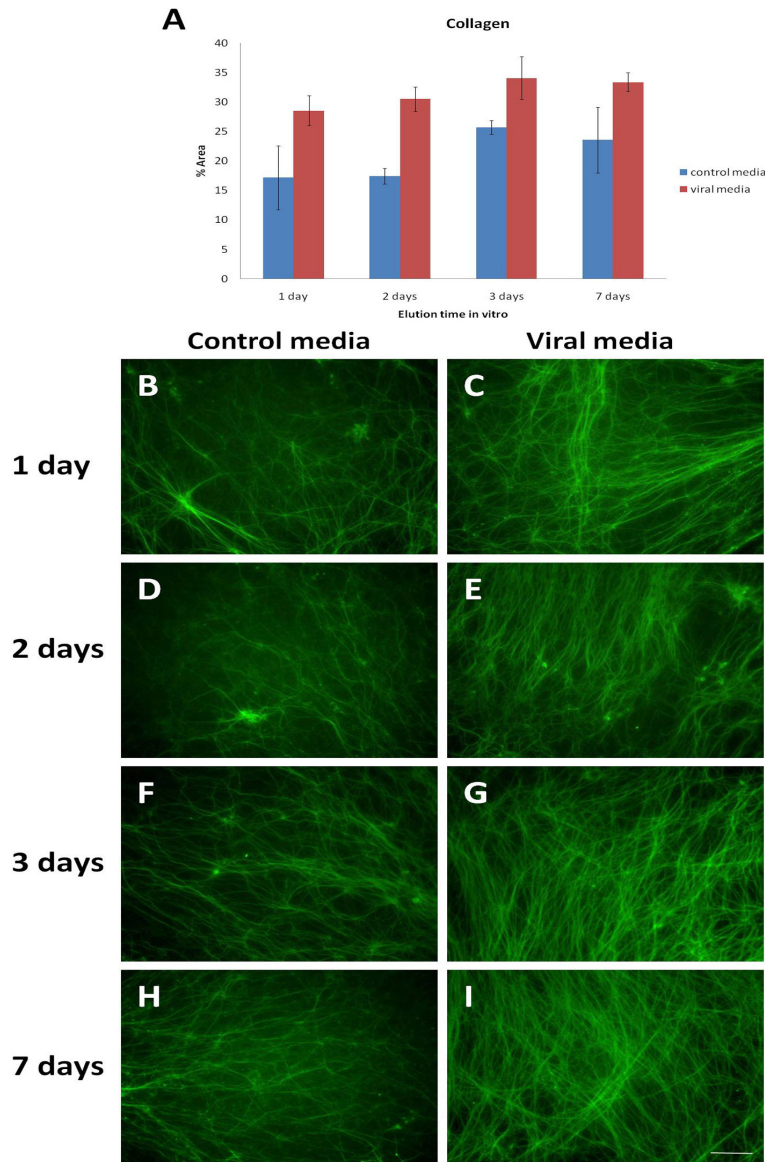 A
Collagen
40
35
30
25
20
15
10
5
0
% Area
1 day
2 days
3 days
7 days
Elution time in vitro
control media
viral media
Control media
Viral media
1 day
B
C
2 days
D
E
3 days
F
G
7 days
H
I